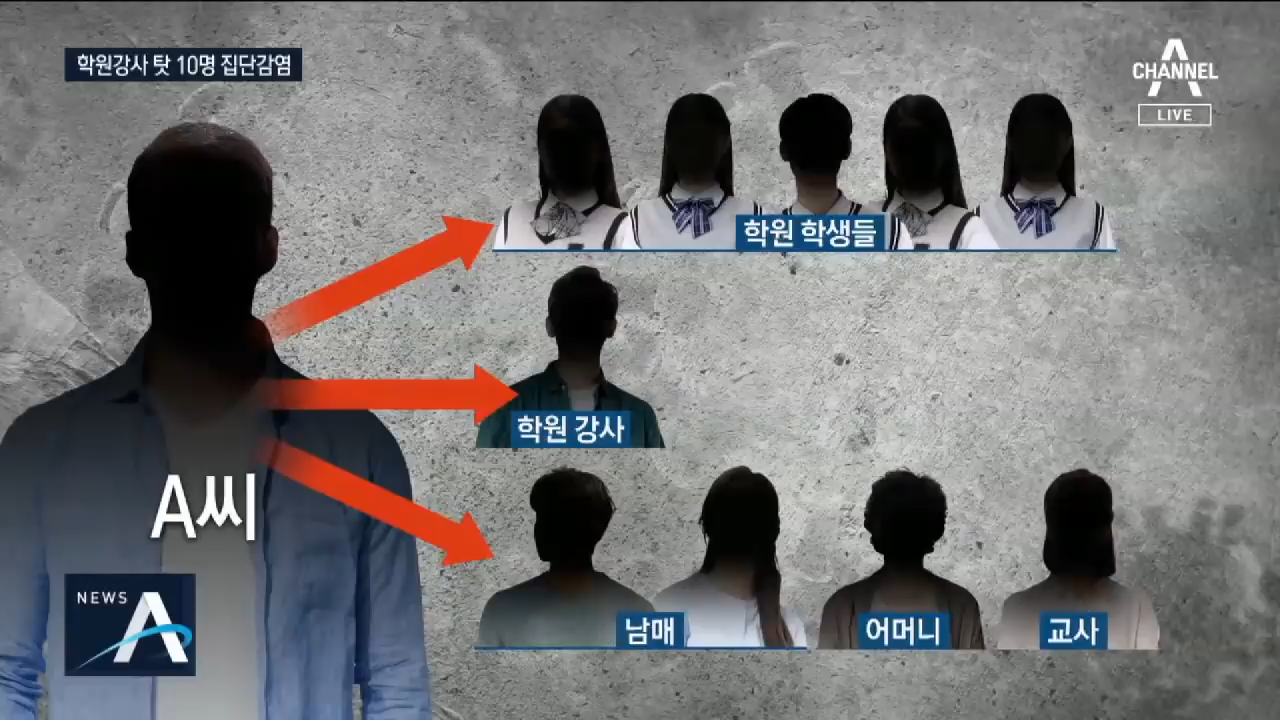 학원강사 탓 10명 집단감염
CHANNEL
LIVE
학원 학생들
학원 강사
A씨
남매
어머니
교사
NEWS